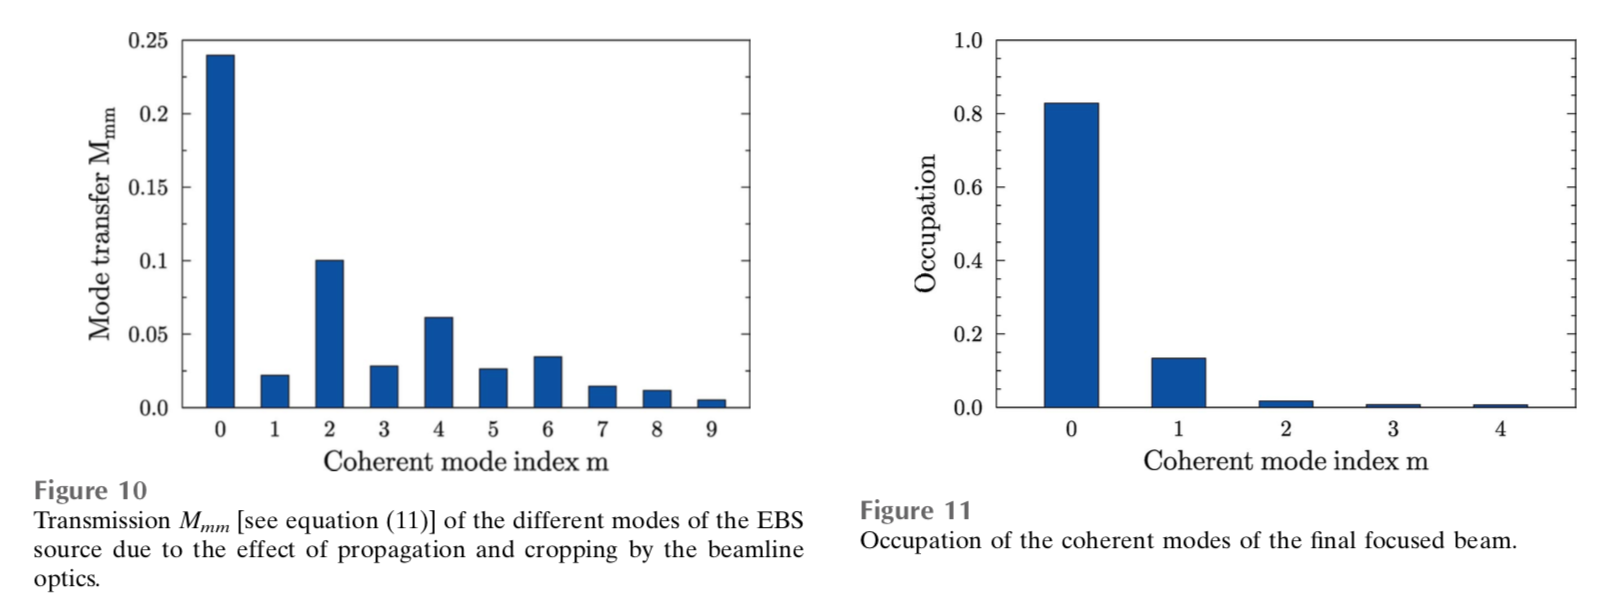 0.25
0.2
0.15
0.1
0.05
0.0
Mode transfer Mmm
0 1 2 3 4 5 6 7 8 9
Coherent mode index m
Figure 10
Transmission Mmm [see equation (11)] of the different modes of the EBS
source due to the effect of propagation and cropping by the beamline
optics.
1.0
0.8
0.6
0.4
0.2
0.0
Occupation
0 1 2 3 4
Coherent mode index m
Figure 11
Occupation of the coherent modes of the final focused beam.